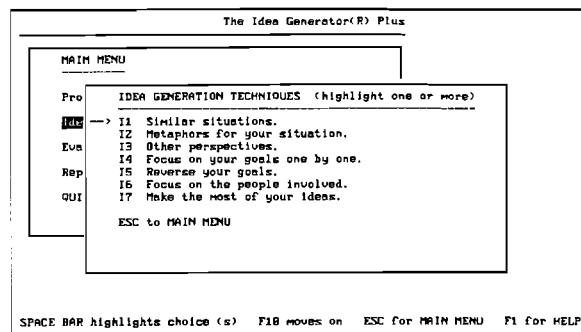 The Idea Generator(R) Plus
MAIN MENU
Pro
IDEA GENERATION TECHNIQUES (highlight one or more)
Ide
--> I1 Similar situations.
I2 Metaphors for your situation.
Eva
I3 Other perspectives.
I4 Focus on your goals one by one.
Rep
I5 Reverse your goals.
I6 Focus on the people involved.
QUI
I7 Make the most of your ideas.
ESC to MAIN MENU
SPACE BAR highlights choice (s) F10 moves on ESC for MAIN MENU F1 for HELP